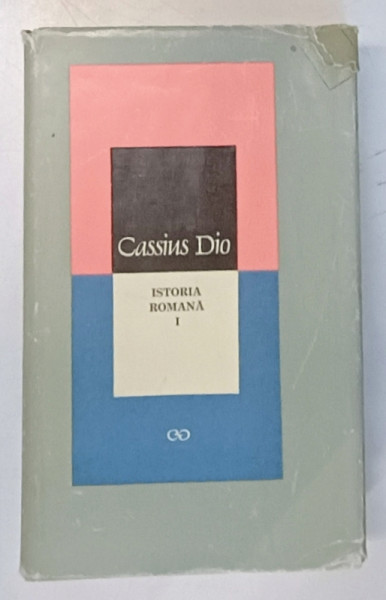 Cassius Dio
ISTORIA
ROMANĂ
I